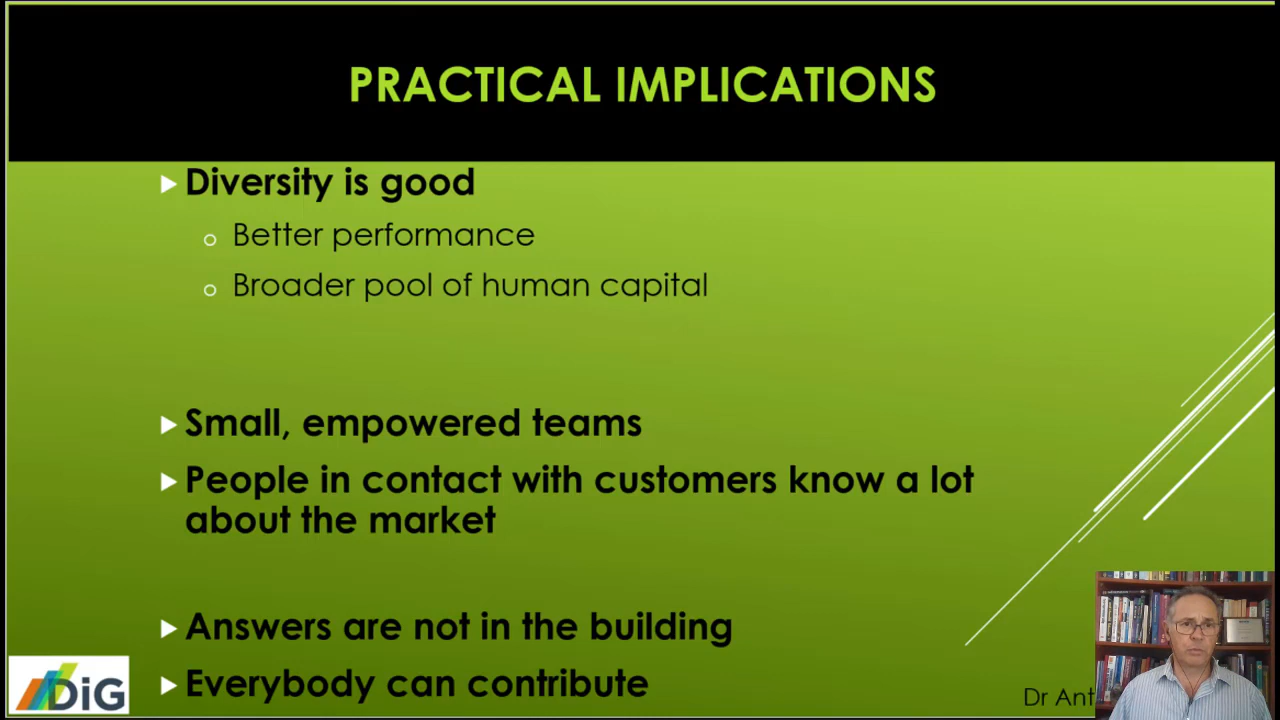 PRACTICAL IMPLICATIONS
Diversity is good
Better performance
Broader pool of human capital
Small, empowered teams
People in contact with customers know a lot
about the market
Answers are not in the building
Everybody can contribute
DiG
Dr Ant